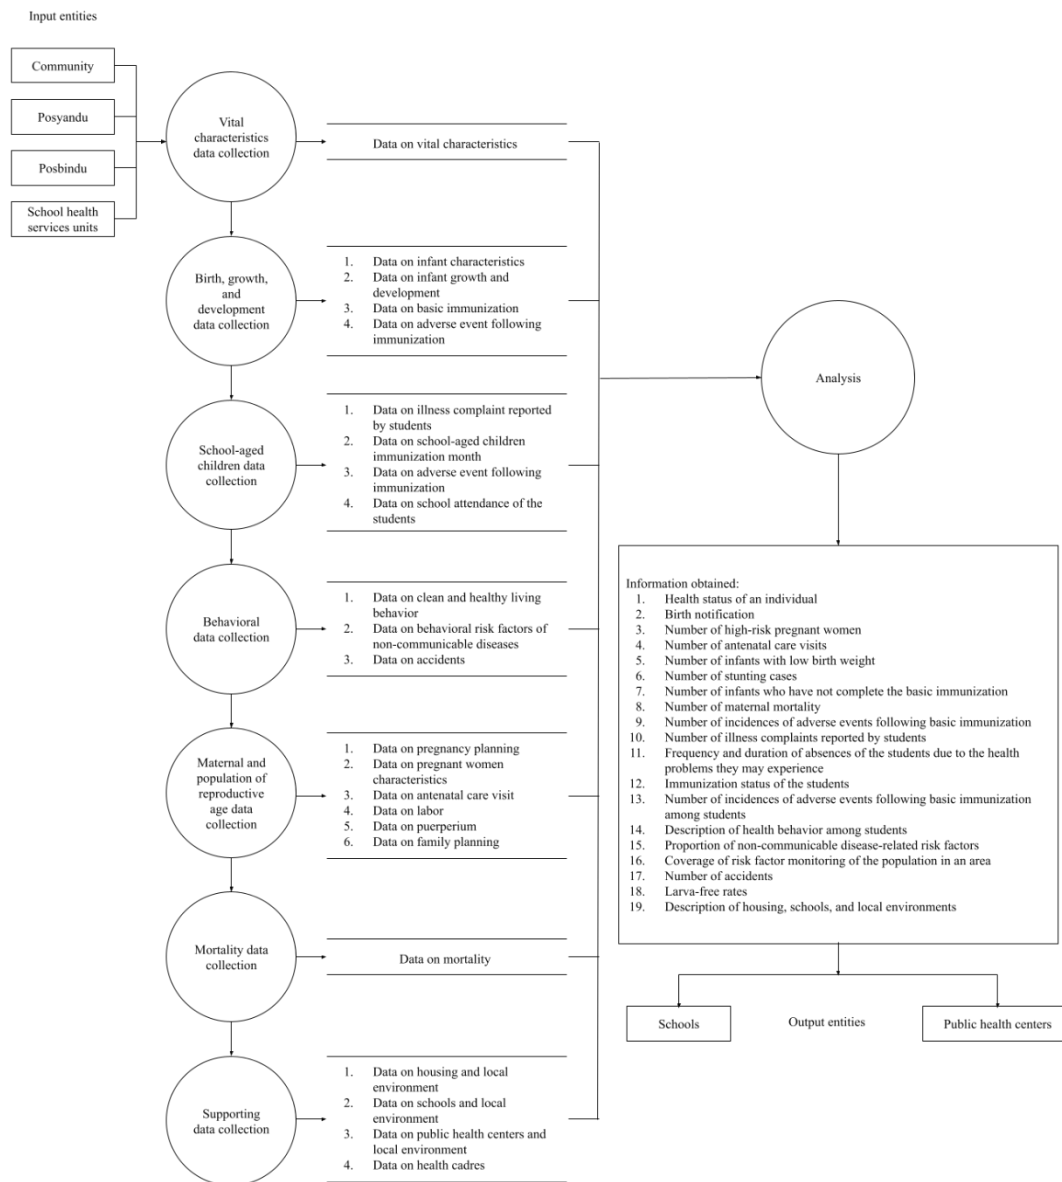 Input entities
Community
Posyandu
Posbindu
School health
services units
Vital
characteristics
data collection
Data on vital characteristics
Birth, growth,
and
development
data collection
1. Data on infant characteristics
2. Data on infant growth and
development
3. Data on basic immunization
4. Data on adverse event following
immunization
School-aged
children data
collection
1. Data on illness complaint reported
by students
2. Data on school-aged children
immunization month
3. Data on adverse event following
immunization
4. Data on school attendance of the
students
Behavioral
data collection
1. Data on clean and healthy living
behavior
2. Data on behavioral risk factors of
non-communicable diseases
3. Data on accidents
Maternal and
population of
reproductive
age data
collection
1. Data on pregnancy planning
2. Data on pregnant women
characteristics
3. Data on antenatal care visit
4. Data on labor
5. Data on puerperium
6. Data on family planning
Mortality data
collection
Data on mortality
Supporting
data collection
1. Data on housing and local
environment
2. Data on schools and local
environment
3. Data on public health centers and
local environment
4. Data on health cadres
Analysis
Information obtained:
1. Health status of an individual
2. Birth notification
3. Number of high-risk pregnant women
4. Number of antenatal care visits
5. Number of infants with low birth weight
6. Number of stunting cases
7. Number of infants who have not complete the basic immunization
8. Number of maternal mortality
9. Number of incidences of adverse events following basic immunization
10. Number of illness complaints reported by students
11. Frequency and duration of absences of the students due to the health
problems they may experience
12. Immunization status of the students
13. Number of incidences of adverse events following basic immunization
among students
14. Description of health behavior among students
15. Proportion of non-communicable disease-related risk factors
16. Coverage of risk factor monitoring of the population in an area
17. Number of accidents
18. Larva-free rates
19. Description of housing, schools, and local environments
Schools
Output entities
Public health centers